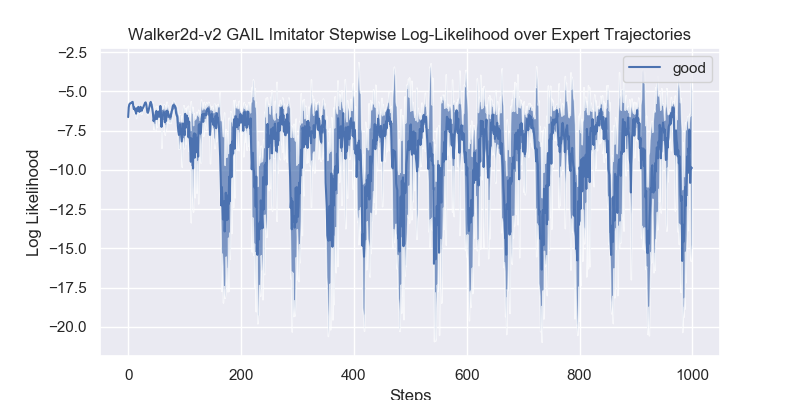 Walker2d-v2 GAIL Imitator Stepwise Log-Likelihood over Expert Trajectories
good
Log Likelihood
−2.5
−5.0
−7.5
−10.0
−12.5
−15.0
−17.5
−20.0
0 200 400 600 800 1000
Steps